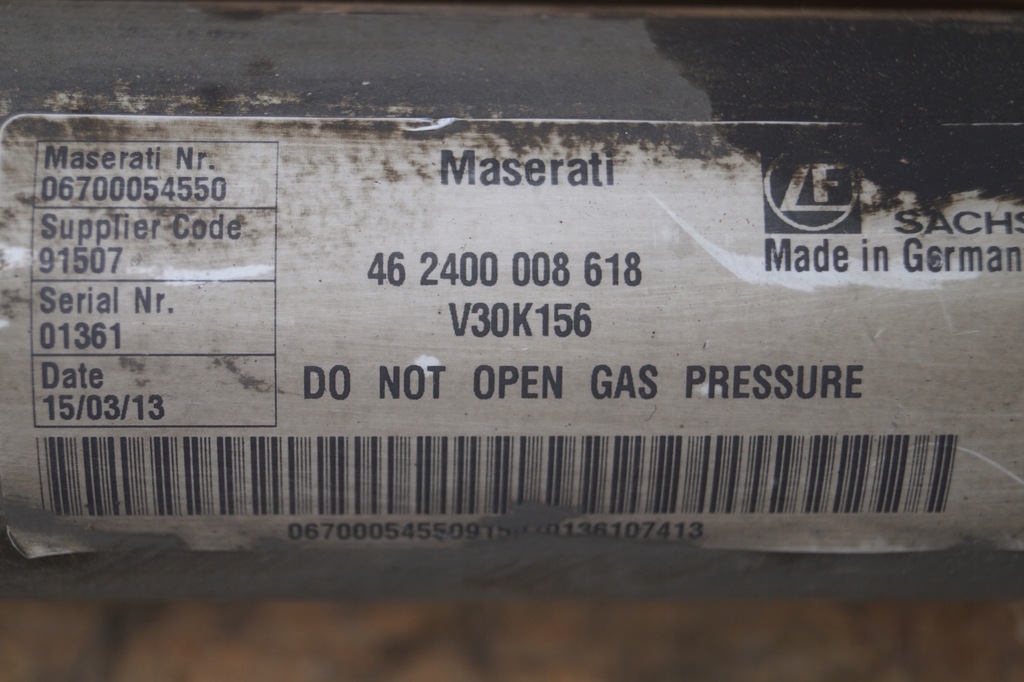 Maserati Nr.
06700054550
Supplier Code
91507
Serial Nr.
01361
Date
15/03/13
Maserati
46 2400 008 618
V30K156
DO NOT OPEN GAS PRESSURE
ZF
SACHS
Made in German